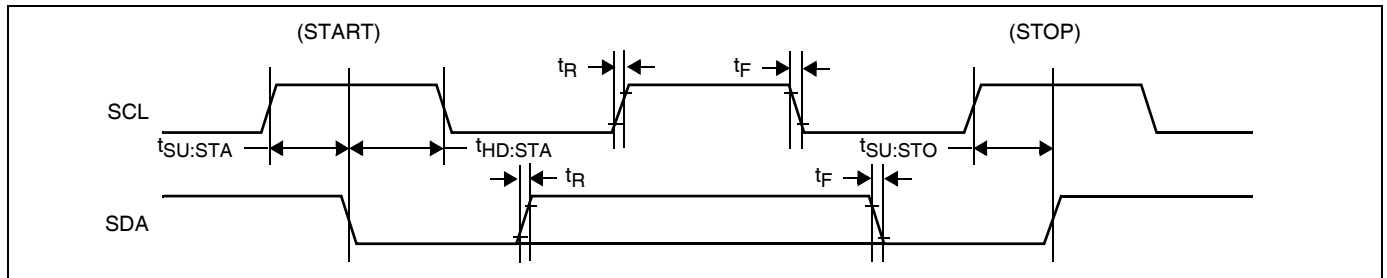 (START)
(STOP)
tR
tF
SCL
tSU:STA
tHD:STA
tSU:STO
tR
tF
SDA